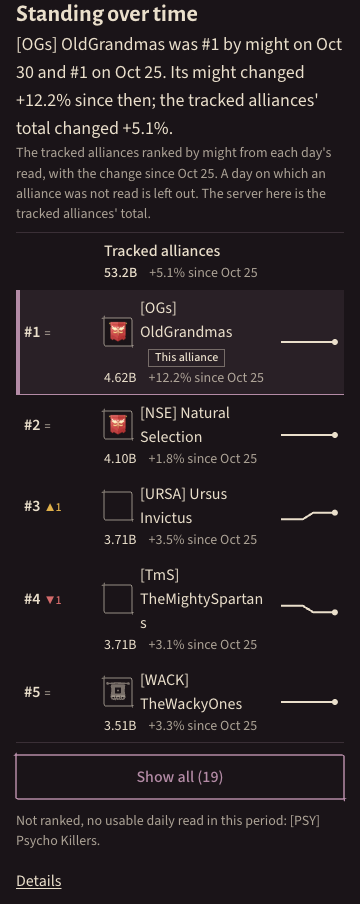 Standing over time
[OGs] OldGrandmas was #1 by might on Oct
30 and #1 on Oct 25. Its might changed
+12.2% since then; the tracked alliances'
total changed +5.1%.
The tracked alliances ranked by might from each day's
read, with the change since Oct 25. A day on which an
alliance was not read is left out. The server here is the
tracked alliances' total.
Tracked alliances
53.2B +5.1% since Oct 25
#1 =
[OGs]
OldGrandmas
This alliance
4.62B +12.2% since Oct 25
#2 =
[NSE] Natural
Selection
4.10B +1.8% since Oct 25
#3 ▲1
[URSA] Ursus
Invictus
3.71B +3.5% since Oct 25
#4 ▼1
[TmS]
TheMightySpartan
s
3.71B +3.1% since Oct 25
#5 =
[WACK]
TheWackyOnes
3.51B +3.3% since Oct 25
Show all (19)
Not ranked, no usable daily read in this period: [PSY]
Psycho Killers.
Details